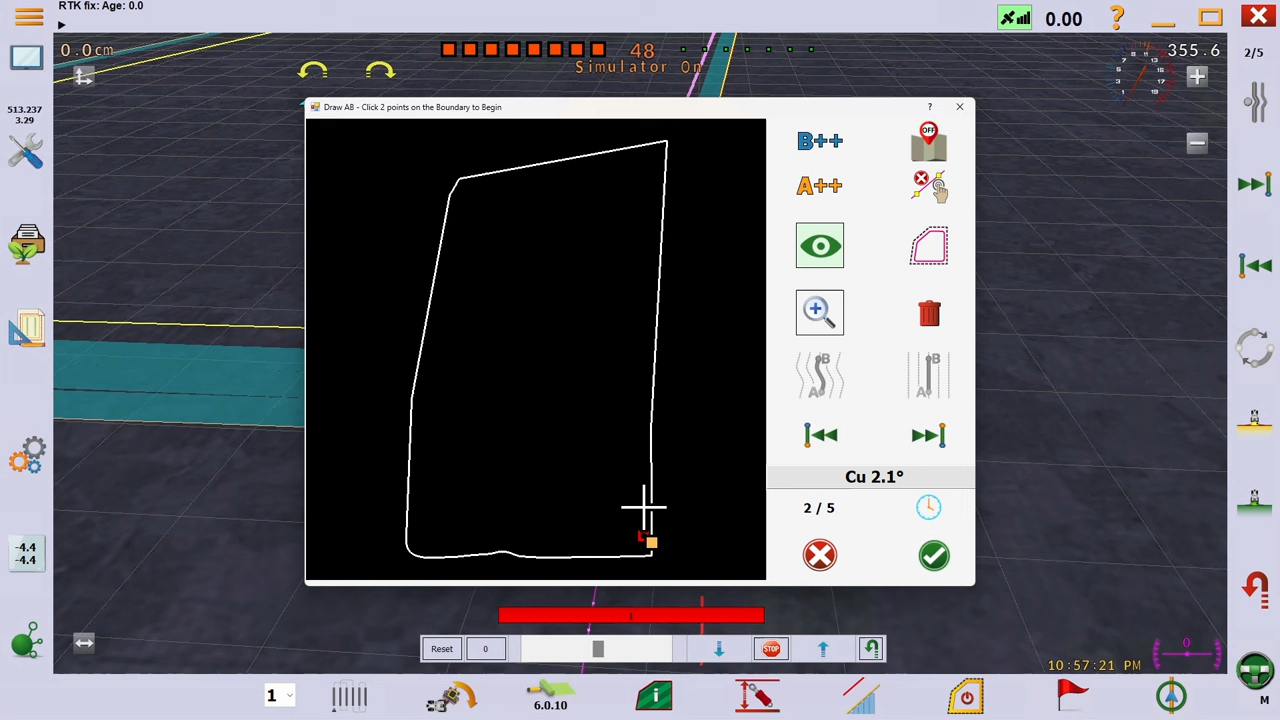 RTK fix: Age: 0.0
0.00
?
0.0cm
48
355.6
2/5
Simulator On
513.237
3.29
Draw AB - Click 2 points on the Boundary to Begin
?
B++
OFF
A++
B
A
B
A
Cu 2.1°
2 / 5
-4.4
-4.4
Reset
0
STOP
10:57:21 PM
0
M
1
6.0.10